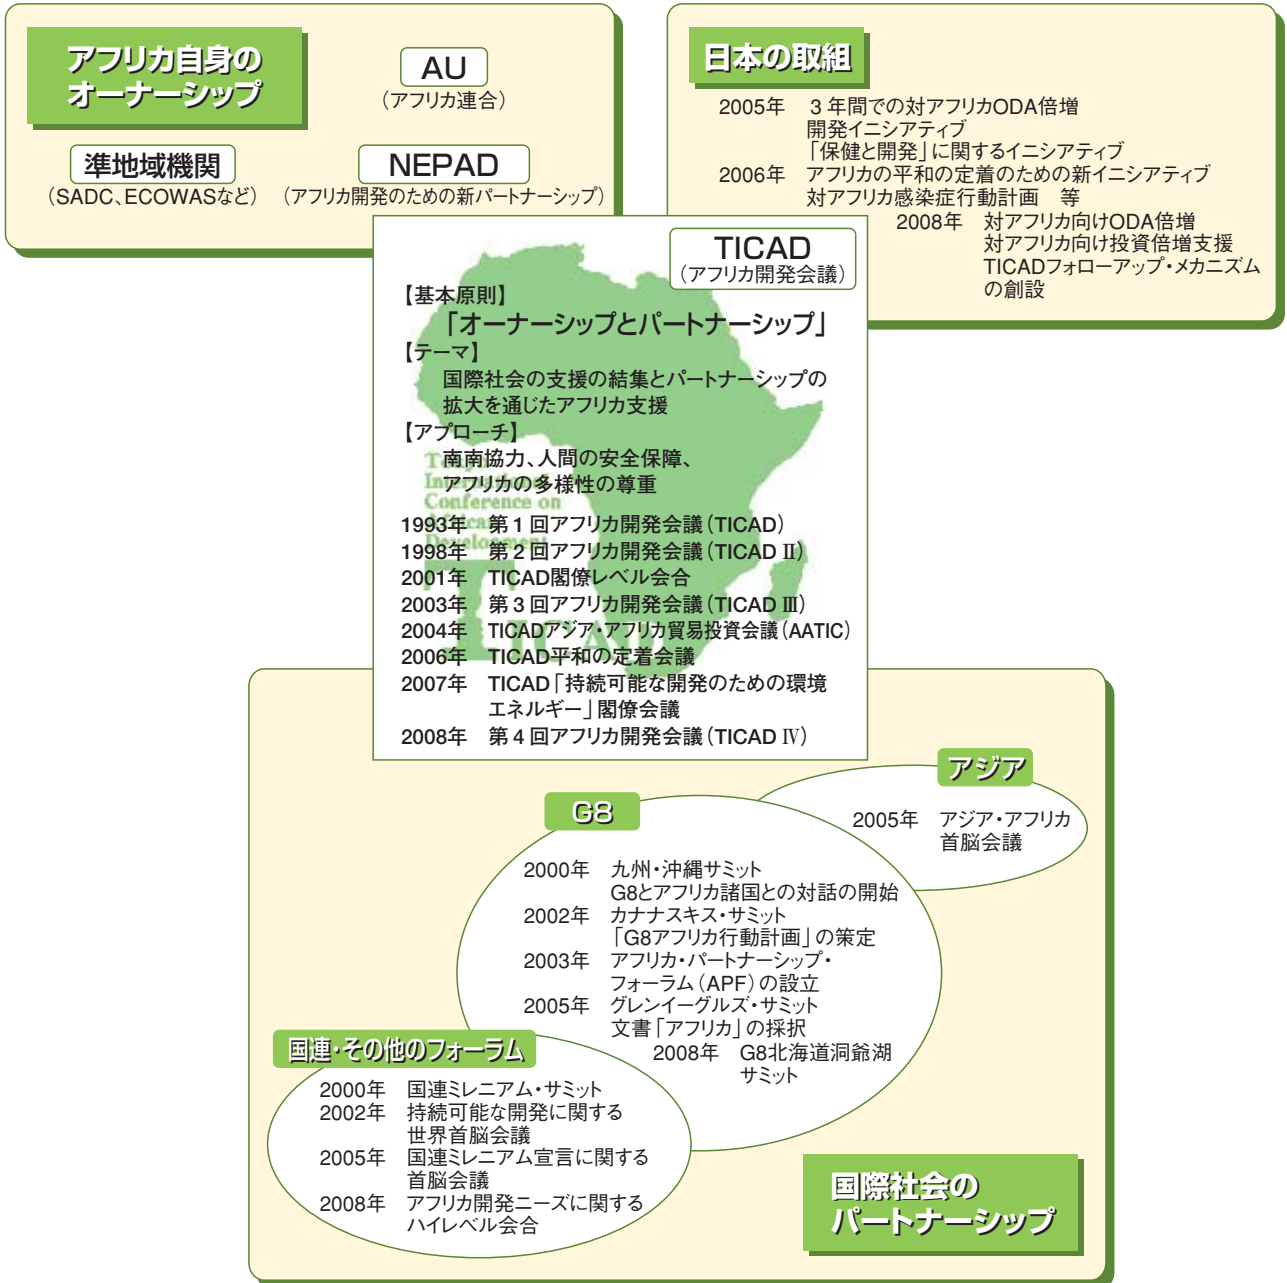 アフリカ自身の
オーナーシップ
AU
（アフリカ連合）
準地域機関
（SADC、ECOWASなど）
NEPAD
（アフリカ開発のための新パートナーシップ）
日本の取組
2005年 3年間での対アフリカODA倍増
開発イニシアティブ
「保健と開発」に関するイニシアティブ
2006年 アフリカの平和の定着のための新イニシアティブ
対アフリカ感染症行動計画　等
2008年 対アフリカ向けODA倍増
対アフリカ向け投資倍増支援
TICADフォローアップ・メカニズム
の創設
TICAD
（アフリカ開発会議）
【基本原則】
「オーナーシップとパートナーシップ」
【テーマ】
国際社会の支援の結集とパートナーシップの
拡大を通じたアフリカ支援
【アプローチ】
南南協力、人間の安全保障、
アフリカの多様性の尊重
Tokyo
International
Conference on
African
Development
TICAD
1993年 第1回アフリカ開発会議（TICAD）
1998年 第2回アフリカ開発会議（TICAD Ⅱ）
2001年 TICAD閣僚レベル会合
2003年 第3回アフリカ開発会議（TICAD Ⅲ）
2004年 TICADアジア・アフリカ貿易投資会議（AATIC）
2006年 TICAD平和の定着会議
2007年 TICAD「持続可能な開発のための環境
エネルギー」閣僚会議
2008年 第4回アフリカ開発会議（TICAD Ⅳ）
アジア
2005年 アジア・アフリカ
首脳会議
G8
2000年 九州・沖縄サミット
G8とアフリカ諸国との対話の開始
2002年 カナナスキス・サミット
「G8アフリカ行動計画」の策定
2003年 アフリカ・パートナーシップ・
フォーラム（APF）の設立
2005年 グレンイーグルズ・サミット
文書「アフリカ」の採択
2008年 G8北海道洞爺湖
サミット
国連・その他のフォーラム
2000年 国連ミレニアム・サミット
2002年 持続可能な開発に関する
世界首脳会議
2005年 国連ミレニアム宣言に関する
首脳会議
2008年 アフリカ開発ニーズに関する
ハイレベル会合
国際社会の
パートナーシップ